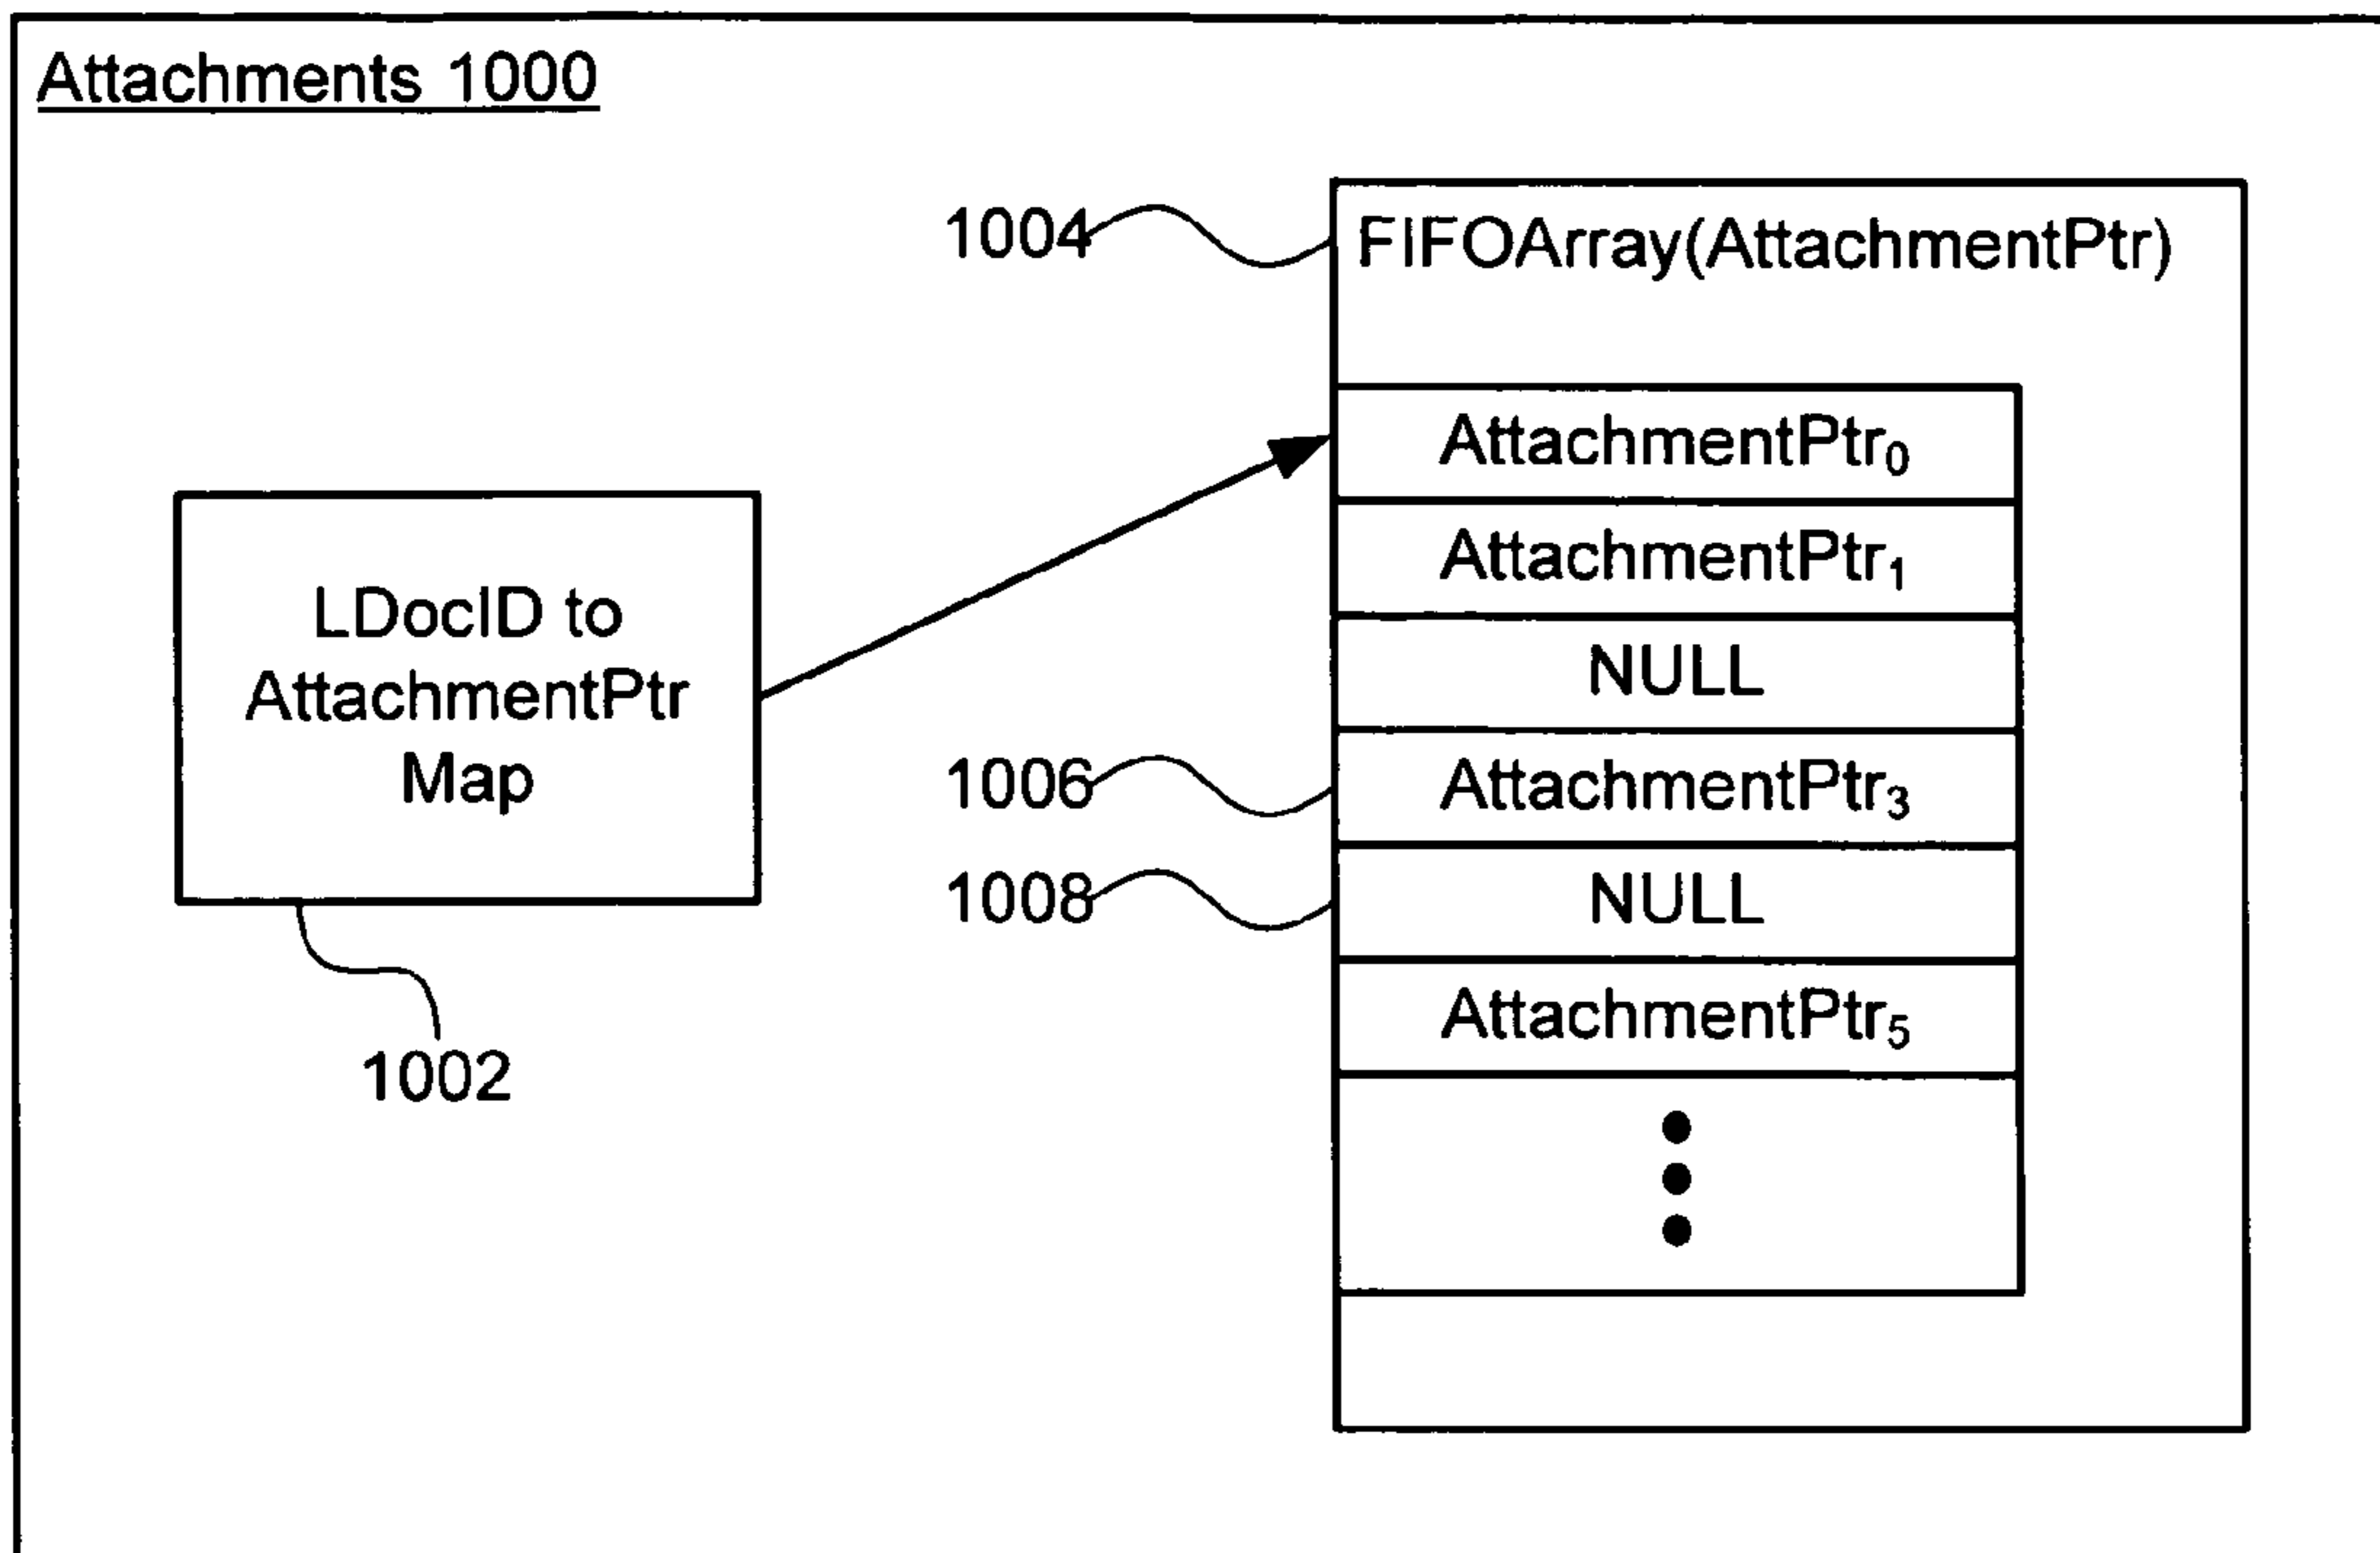 Attachments 1000
1004
FIFOArray(AttachmentPtr)
AttachmentPtr₀
AttachmentPtr₁
NULL
1006
AttachmentPtr₃
1008
NULL
AttachmentPtr₅
LDocID to
AttachmentPtr
Map
1002